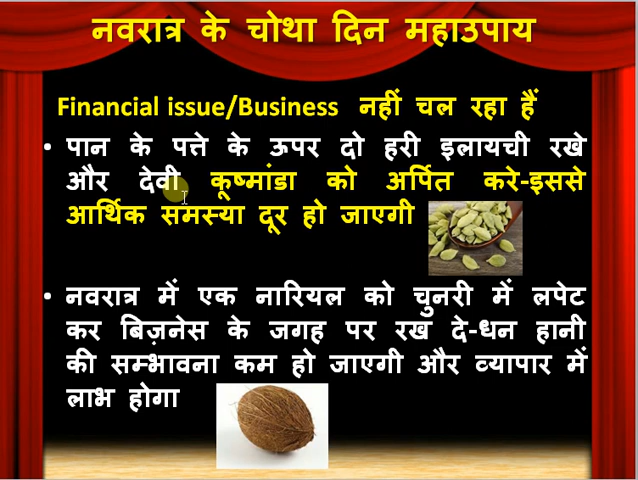 नवरात्र के चोथा दिन महाउपाय
Financial issue/Business नहीं चल रहा हैं
• पान के पत्ते के ऊपर दो हरी इलायची रखे
और देवी कूष्मांडा को अर्पित करे-इससे
आर्थिक समस्या दूर हो जाएगी
• नवरात्र में एक नारियल को चुनरी में लपेट
कर बिज़नेस के जगह पर रख दे-धन हानी
की सम्भावना कम हो जाएगी और व्यापार में
लाभ होगा